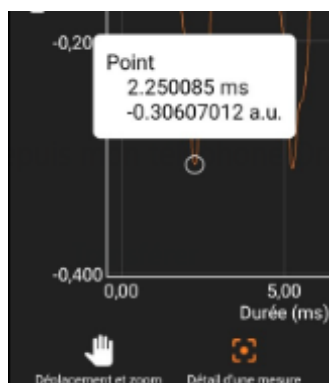 -0,20
Point
2.250085 ms
-0.30607012 a.u.
-0,400
0,00
5,00
Durée (ms)
Déplacement et zoom
Détail d'une mesure